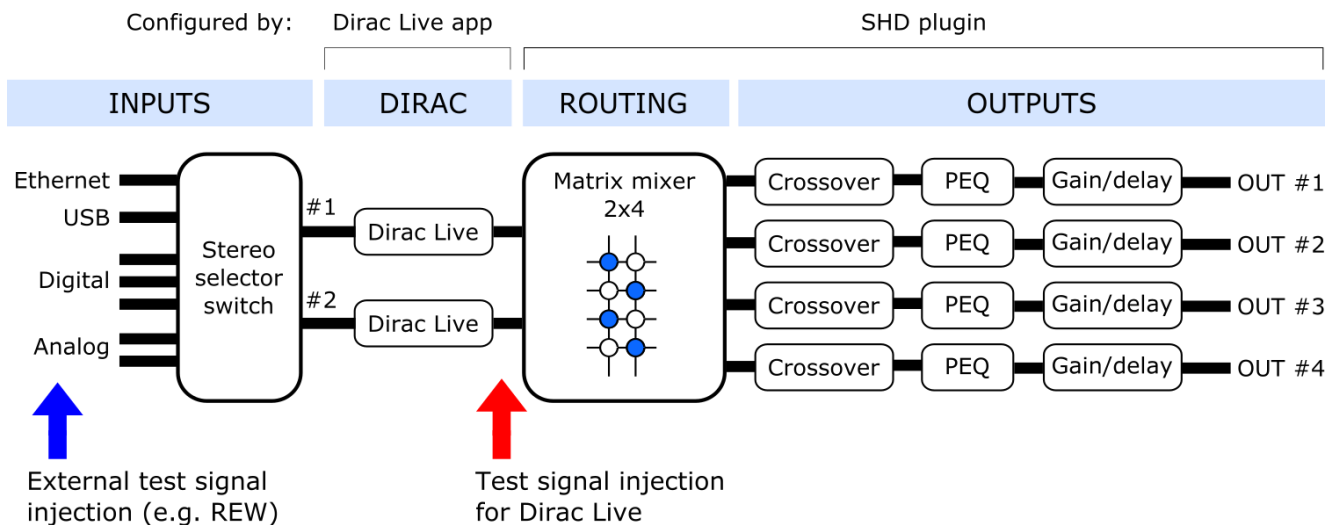 Configured by:
Dirac Live app
SHD plugin
INPUTS
DIRAC
ROUTING
OUTPUTS
Ethernet
USB
Digital
Analog
Stereo
selector
switch
#1
#2
Dirac Live
Dirac Live
Matrix mixer
2x4
Crossover
PEQ
Gain/delay
OUT #1
Crossover
PEQ
Gain/delay
OUT #2
Crossover
PEQ
Gain/delay
OUT #3
Crossover
PEQ
Gain/delay
OUT #4
External test signal
injection (e.g. REW)
Test signal injection
for Dirac Live